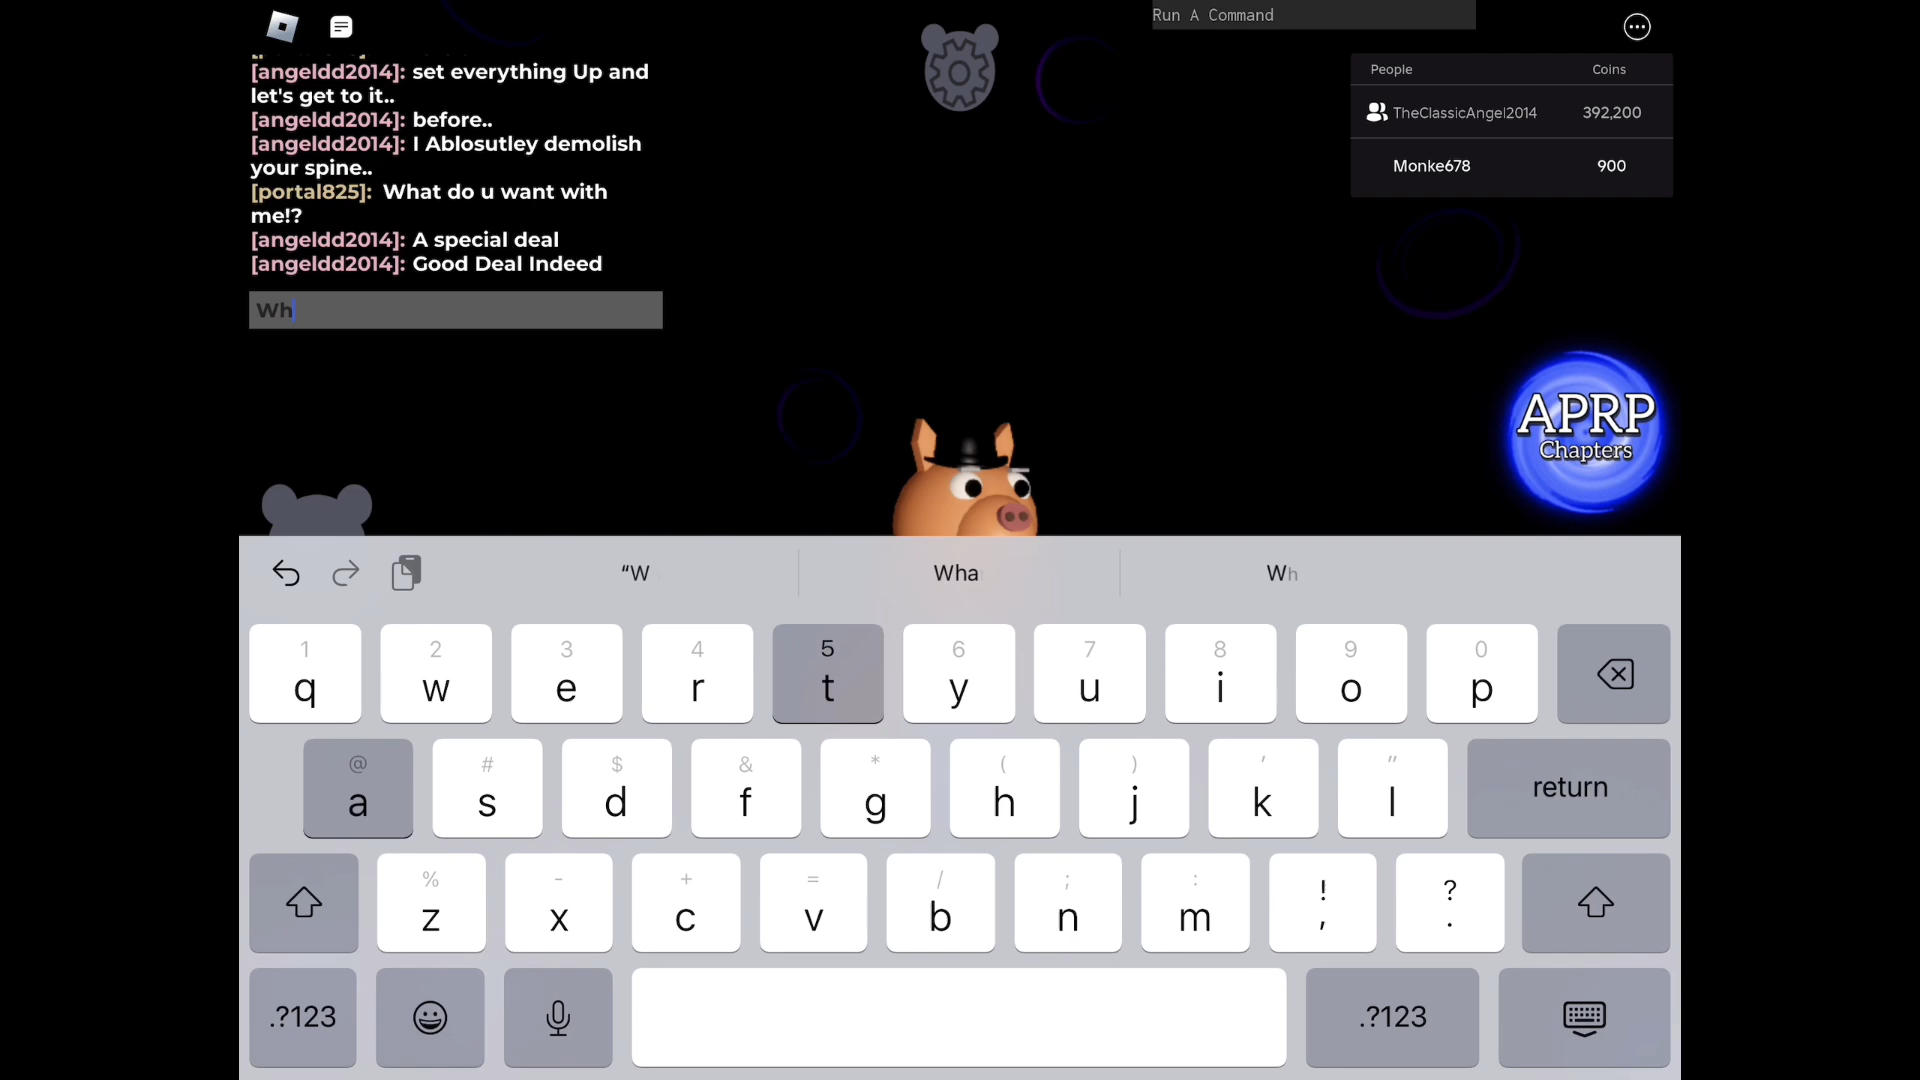 Run A Command
[angeldd2014]: set everything Up and
let's get to it..
[angeldd2014]: before..
[angeldd2014]: I Ablosutley demolish
your spine..
[portal825]: What do u want with
me!?
[angeldd2014]: A special deal
[angeldd2014]: Good Deal Indeed
Wh
People Coins
TheClassicAngel2014 392,200
Monke678 900
APRP
Chapters
“W Wha Wh
1 2 3 4 5 6 7 8 9 0
q w e r t y u i o p
@ # $ & * ( ) ' "
a s d f g h j k l return
% - + = / ; : ! ?
z x c v b n m , .
.?123 .?123